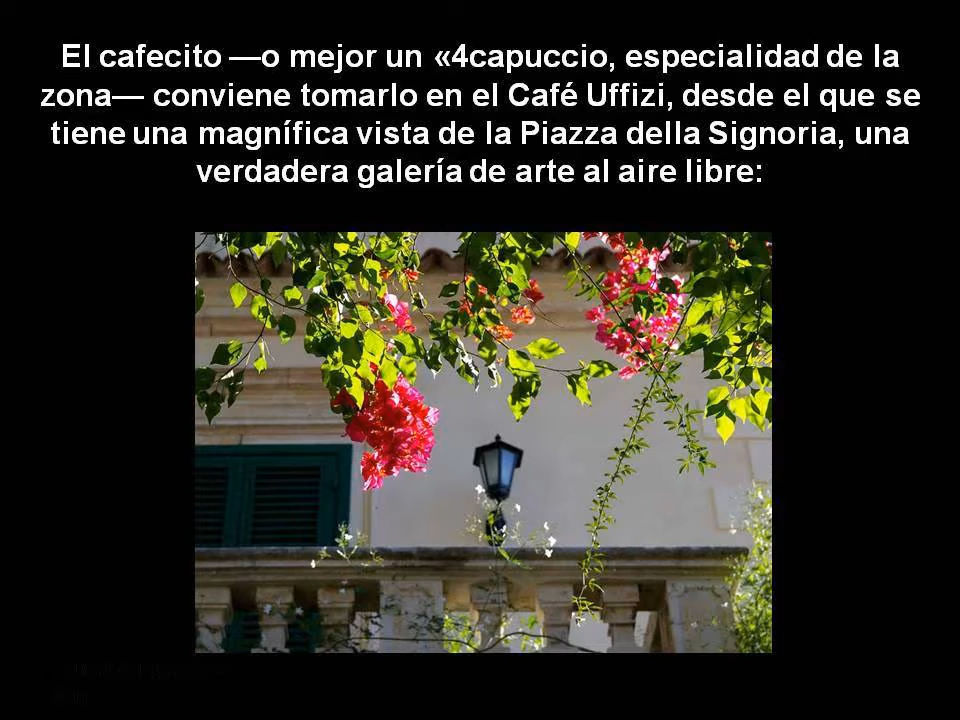 El cafecito —o mejor un «4capuccio, especialidad de la
zona— conviene tomarlo en el Café Uffizi, desde el que se
tiene una magnífica vista de la Piazza della Signoria, una
verdadera galería de arte al aire libre: